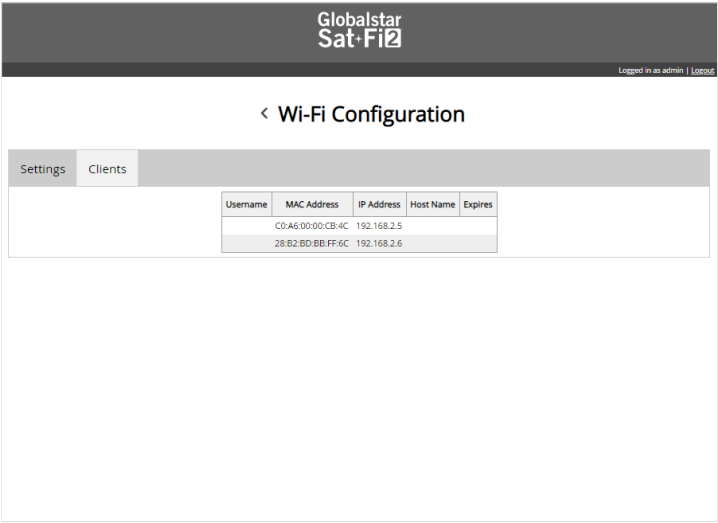 Globalstar
Sat✦Fi2
Logged in as admin | Logout
< Wi-Fi Configuration
Settings Clients
Username MAC Address IP Address Host Name Expires
C0:A6:00:00:CB:4C 192.168.2.5
28:B2:BD:BB:FF:6C 192.168.2.6